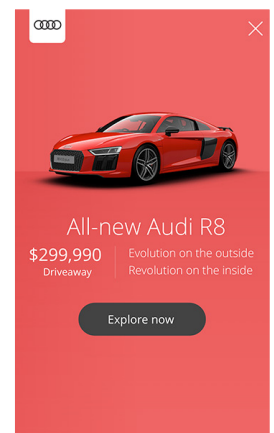 All-new Audi R8
$299,990
Driveaway
Evolution on the outside
Revolution on the inside
Explore now